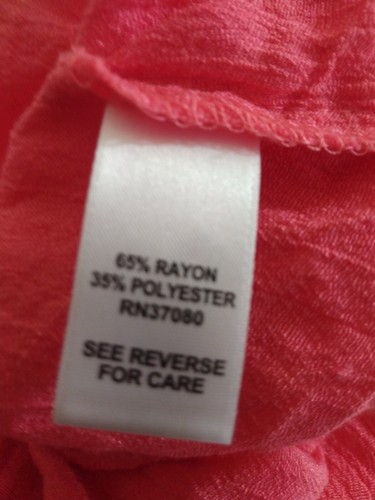 65% RAYON
35% POLYESTER
RN37080
SEE REVERSE
FOR CARE